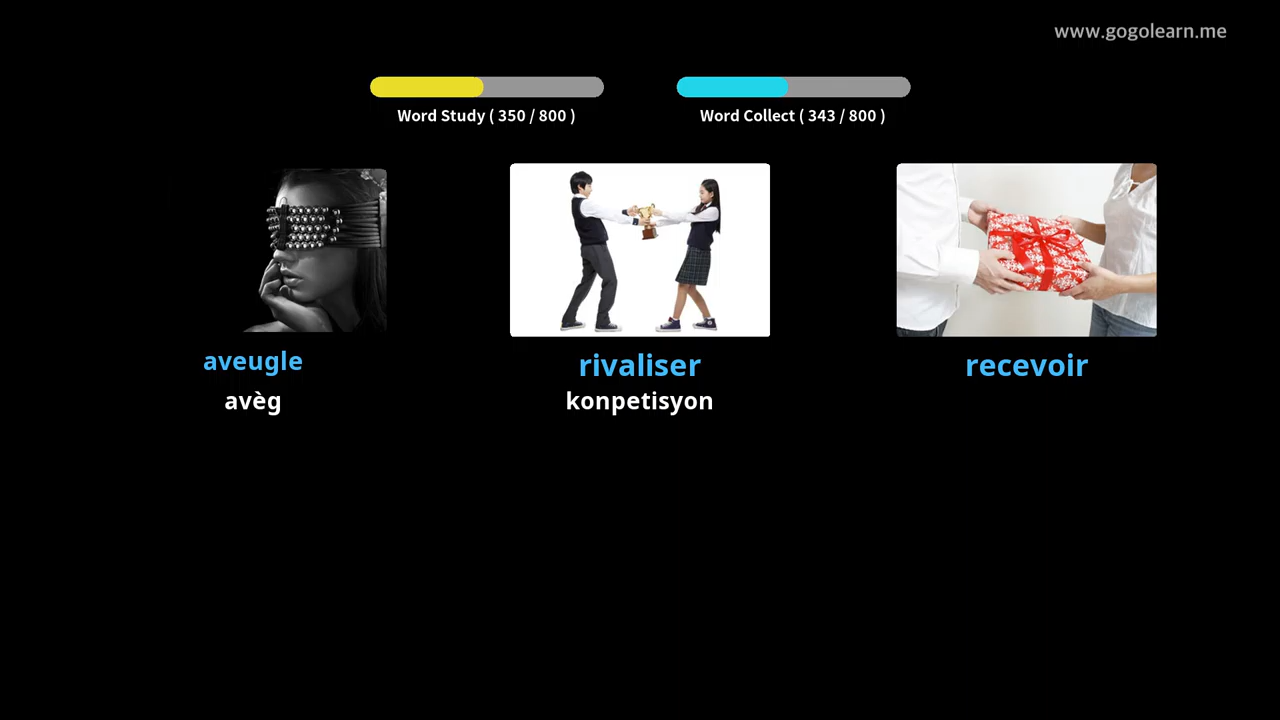 www.gogolearn.me
Word Study ( 350 / 800 )
Word Collect ( 343 / 800 )
aveugle
rivaliser
recevoir
avèg
konpetisyon